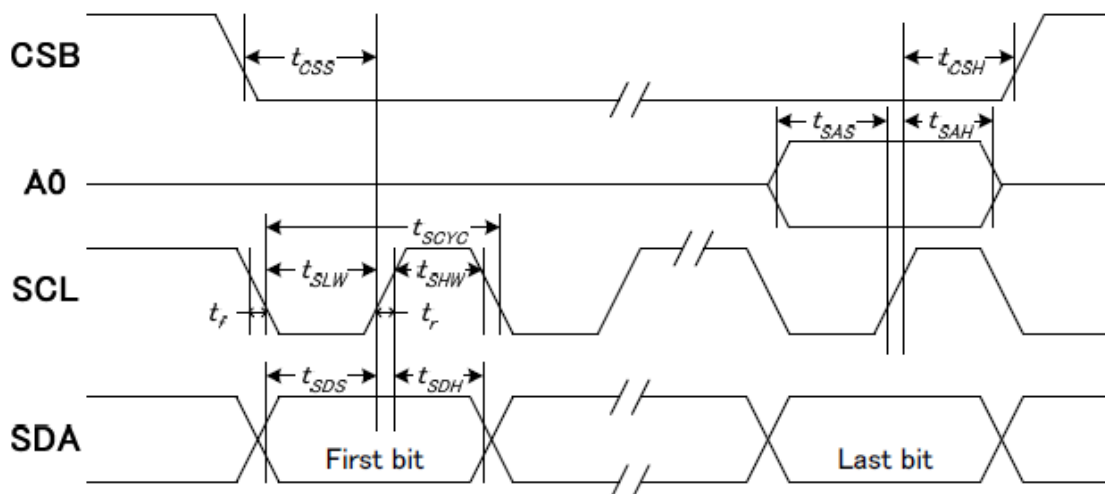 CSB
tCSS
tCSH
tSAS
tSAH
A0
tSCYC
SCL
tSLW
tSHW
tf
tr
tSDS
tSDH
SDA
First bit
Last bit